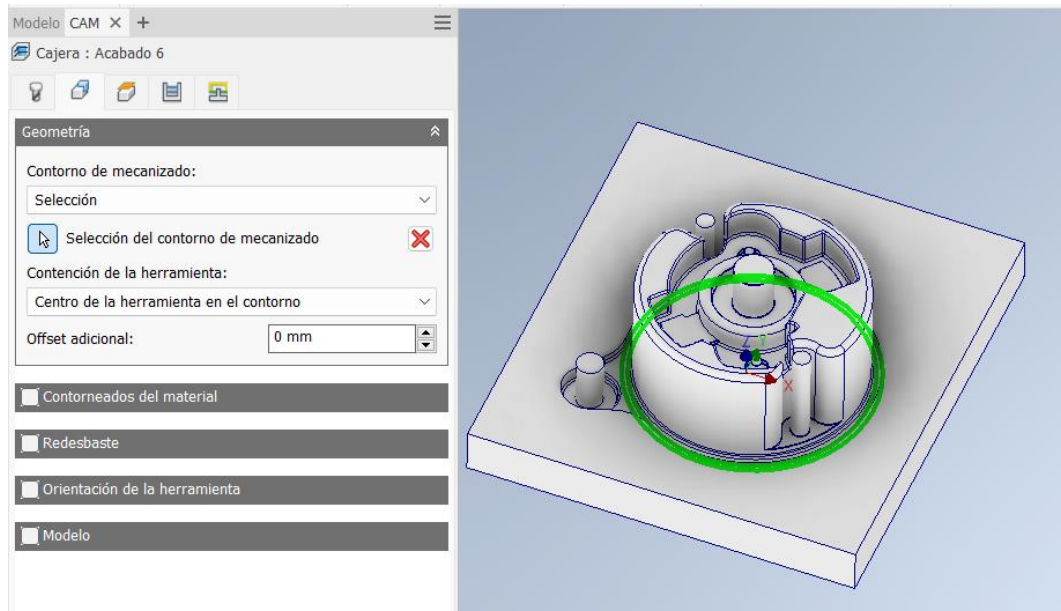 Modelo CAM
Cajera : Acabado 6
Geometría
Contorno de mecanizado:
Selección
Selección del contorno de mecanizado
Contención de la herramienta:
Centro de la herramienta en el contorno
Offset adicional: 0 mm
Contorneados del material
Redesbaste
Orientación de la herramienta
Modelo
Z Y
X